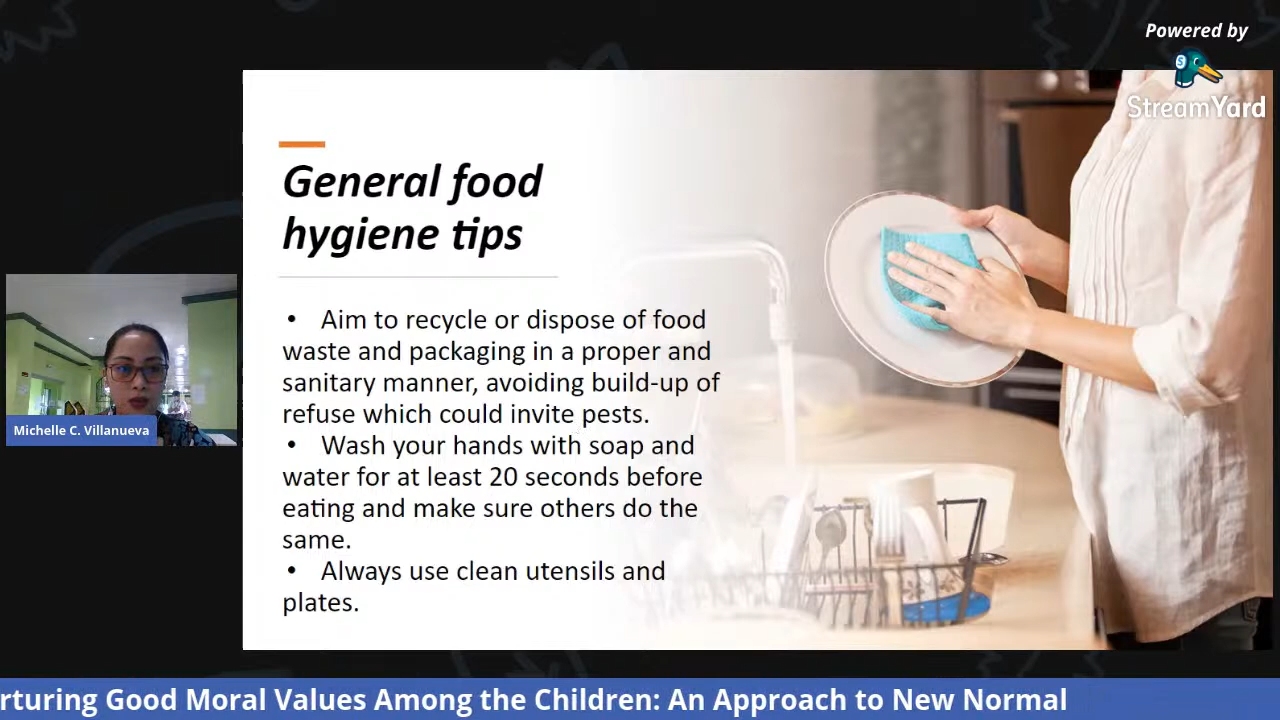 Powered by
StreamYard
General food
hygiene tips
• Aim to recycle or dispose of food
waste and packaging in a proper and
sanitary manner, avoiding build-up of
refuse which could invite pests.
• Wash your hands with soap and
water for at least 20 seconds before
eating and make sure others do the
same.
• Always use clean utensils and
plates.
Michelle C. Villanueva
rturing Good Moral Values Among the Children: An Approach to New Normal